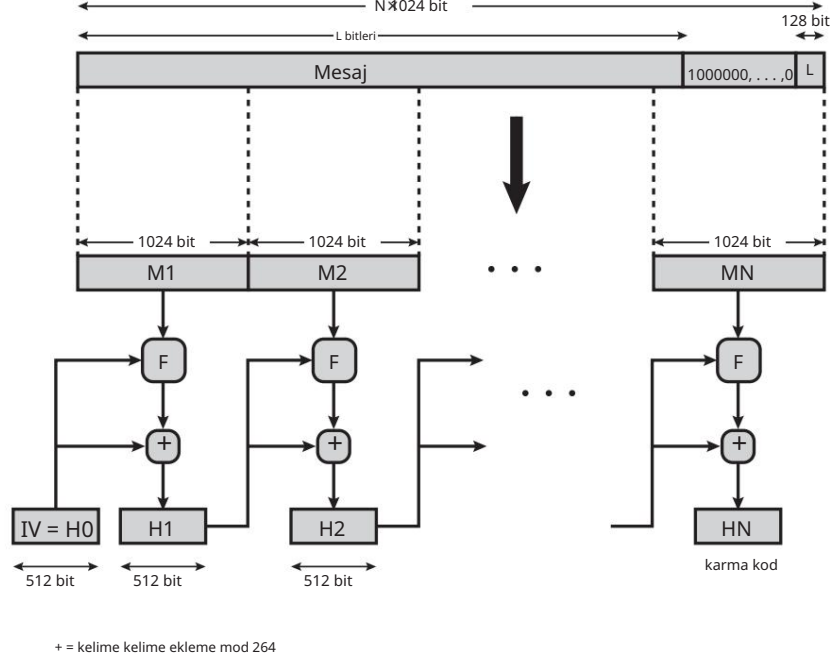 N×1024 bit
128 bit
L bitleri
Mesaj
1000000, . . . ,0
L
1024 bit
1024 bit
1024 bit
M1
M2
. . .
MN
F
F
F
. . .
+
+
+
IV = H0
H1
H2
HN
512 bit
512 bit
512 bit
karma kod
+ = kelime kelime ekleme mod 264